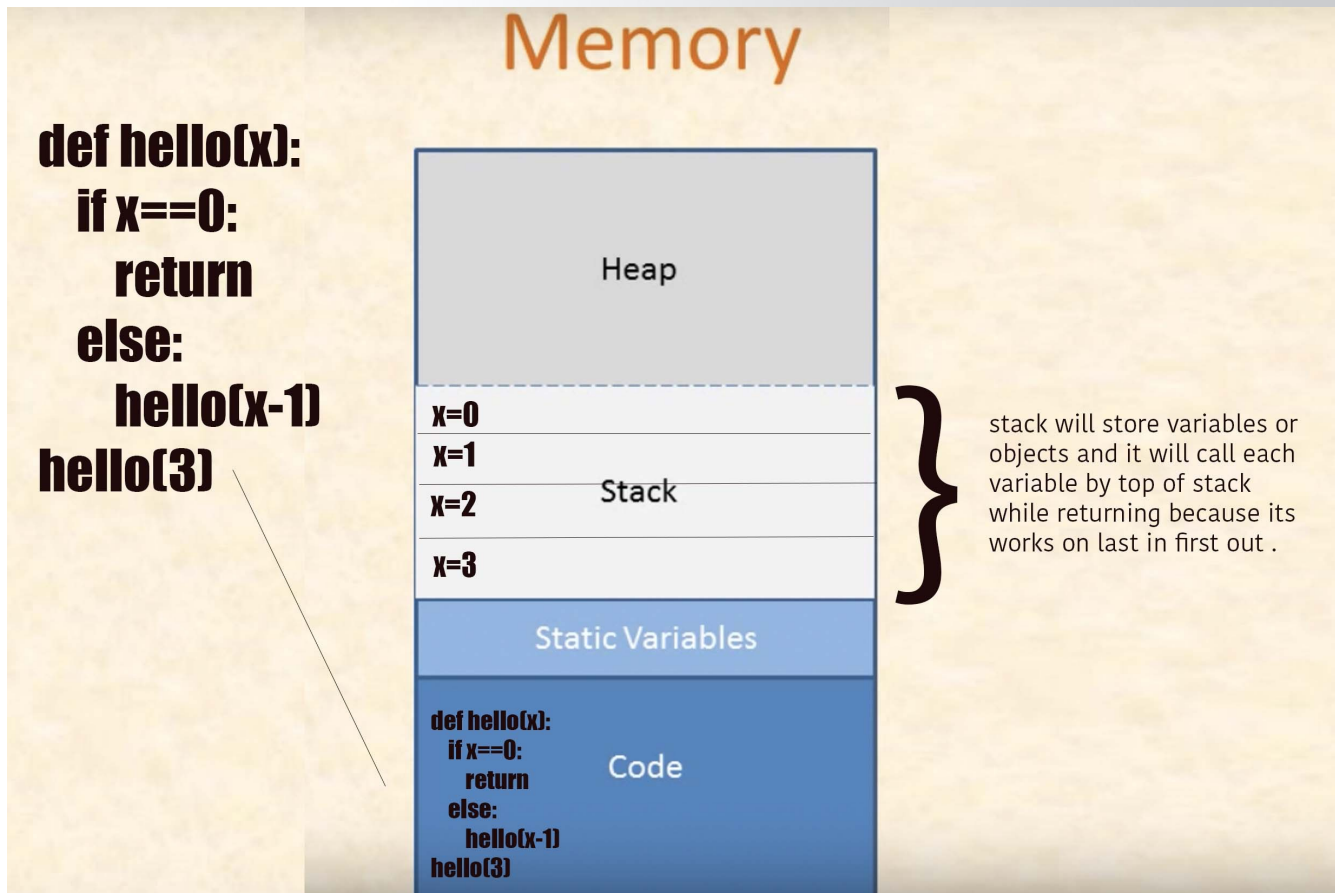 Memory
def hello(x):
if x==0:
return
else:
hello(x-1)
hello(3)
Heap
x=0
x=1
Stack
x=2
x=3
stack will store variables or
objects and it will call each
variable by top of stack
while returning because its
works on last in first out .
Static Variables
def hello(x):
if x==0:
return
else:
hello(x-1)
hello(3)
Code